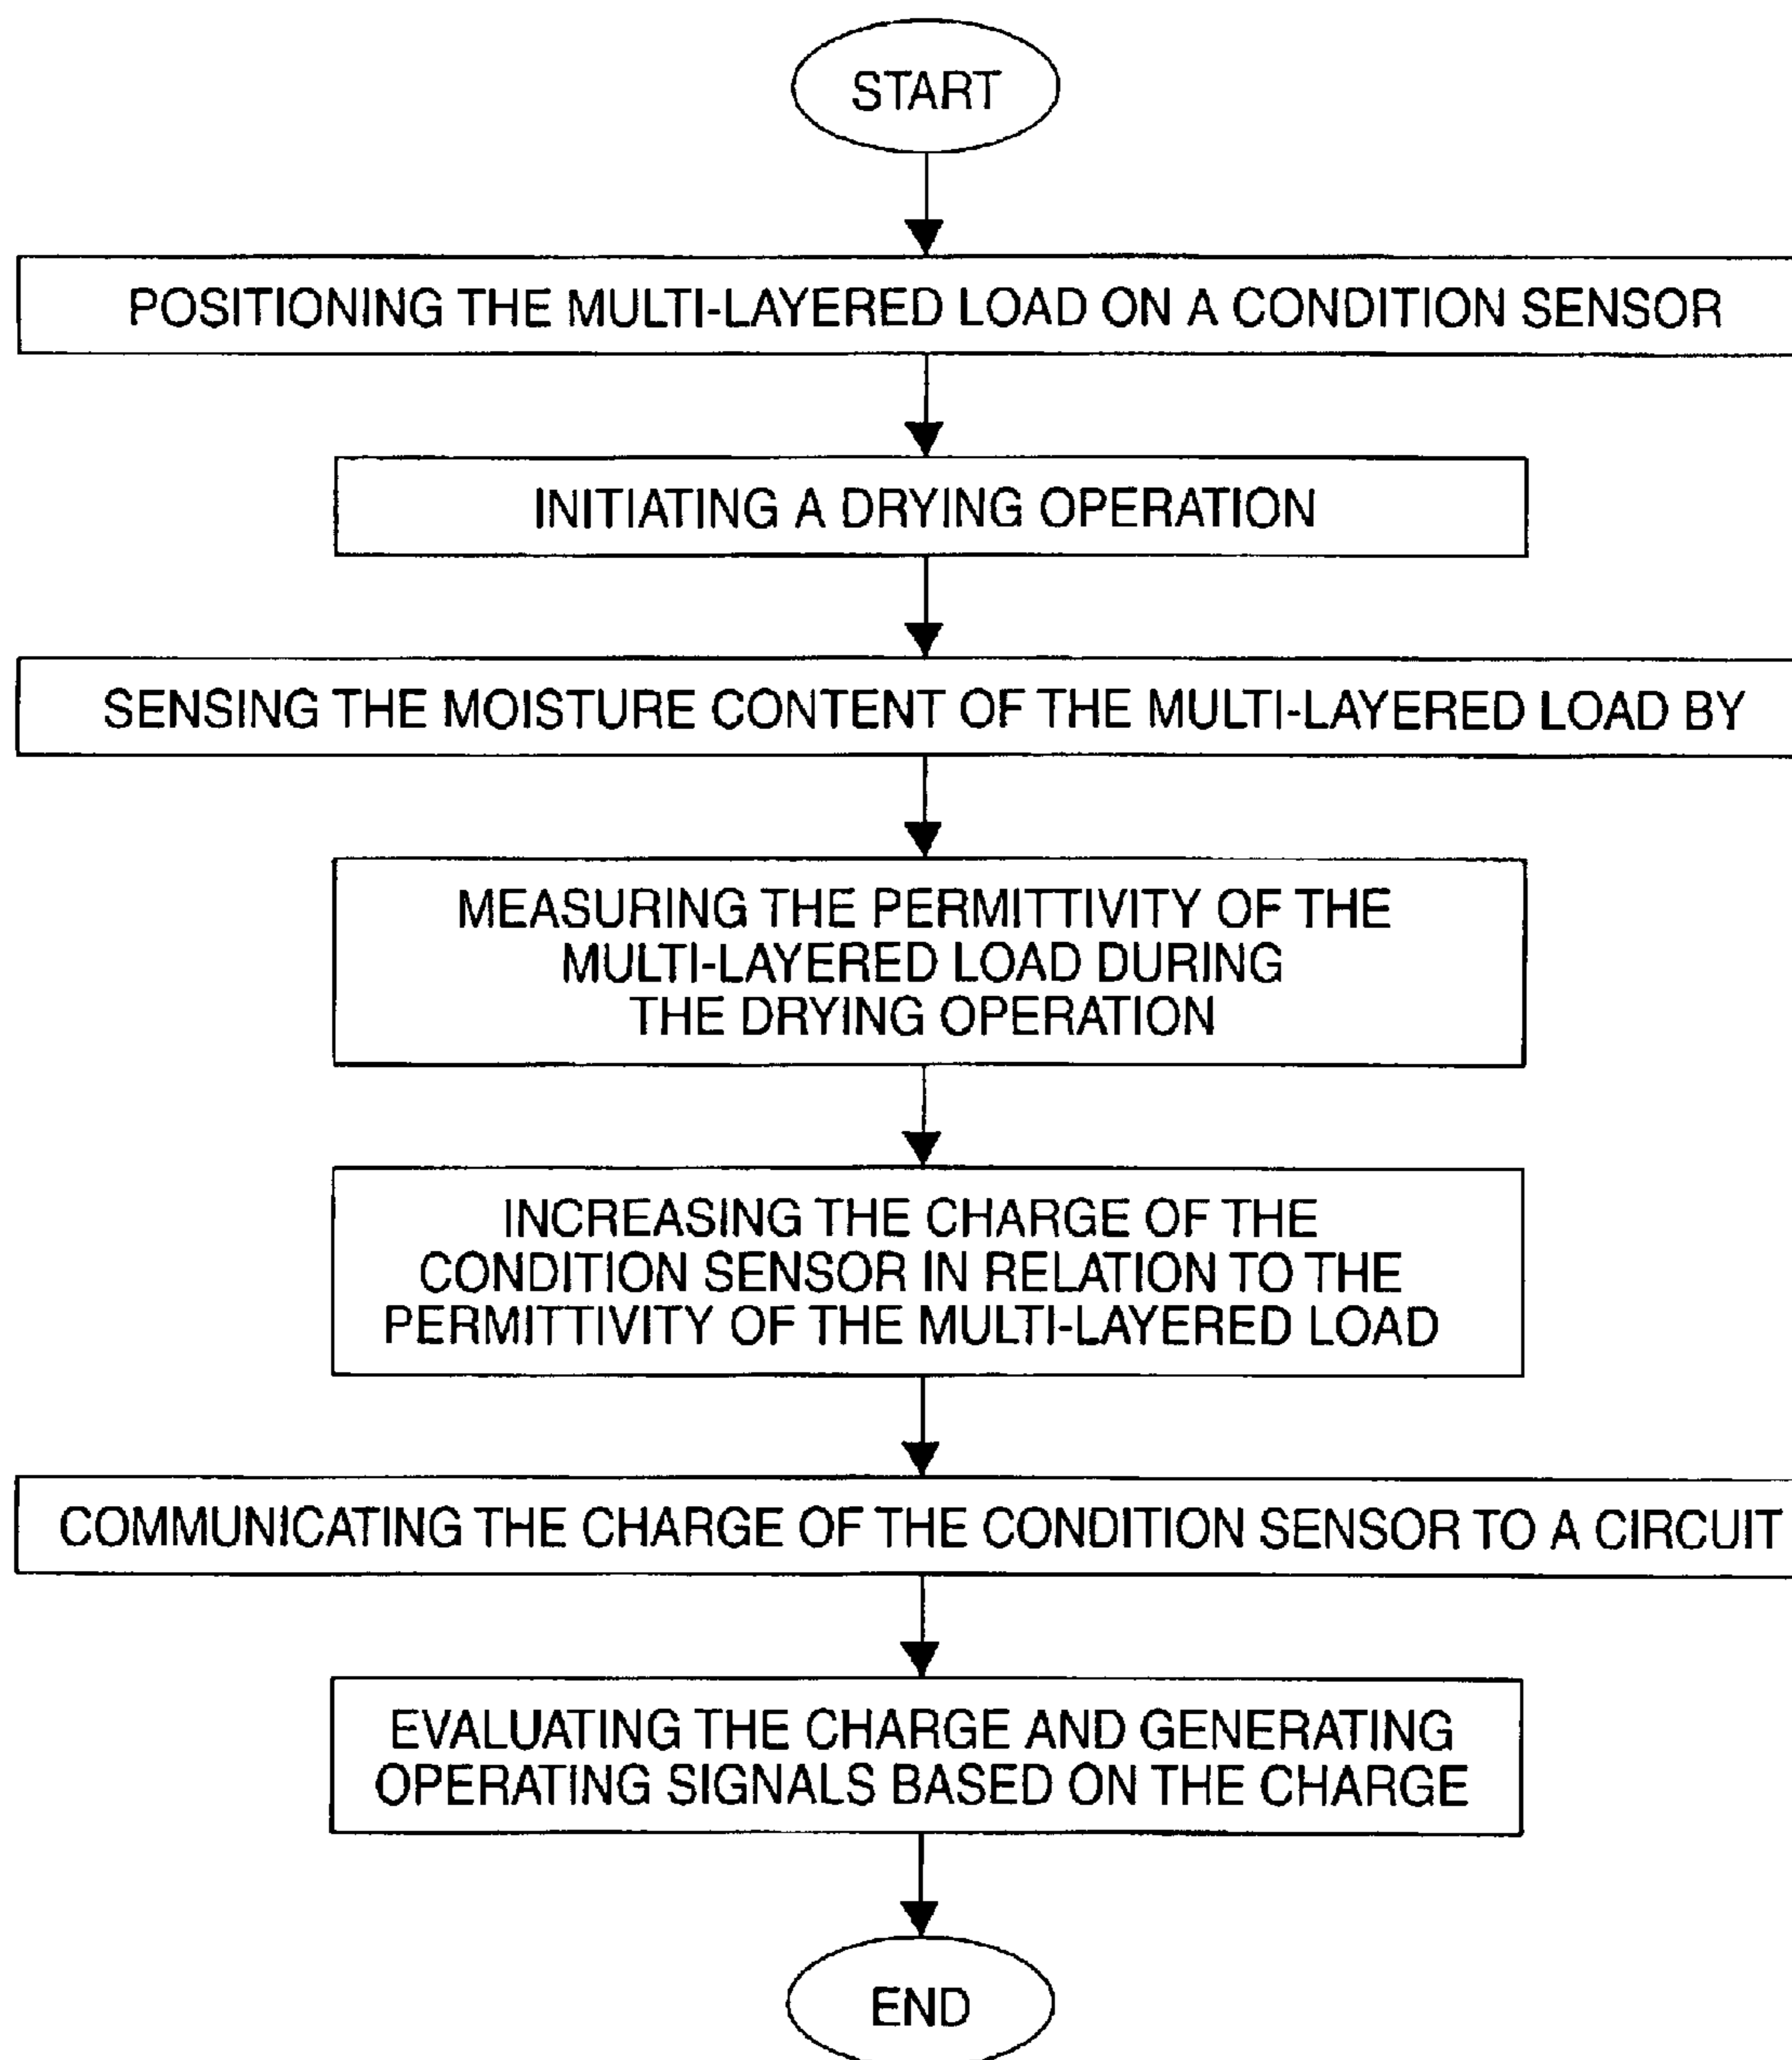 START
POSITIONING THE MULTI-LAYERED LOAD ON A CONDITION SENSOR
INITIATING A DRYING OPERATION
SENSING THE MOISTURE CONTENT OF THE MULTI-LAYERED LOAD BY
MEASURING THE PERMITTIVITY OF THE
MULTI-LAYERED LOAD DURING
THE DRYING OPERATION
INCREASING THE CHARGE OF THE
CONDITION SENSOR IN RELATION TO THE
PERMITTIVITY OF THE MULTI-LAYERED LOAD
COMMUNICATING THE CHARGE OF THE CONDITION SENSOR TO A CIRCUIT
EVALUATING THE CHARGE AND GENERATING
OPERATING SIGNALS BASED ON THE CHARGE
END